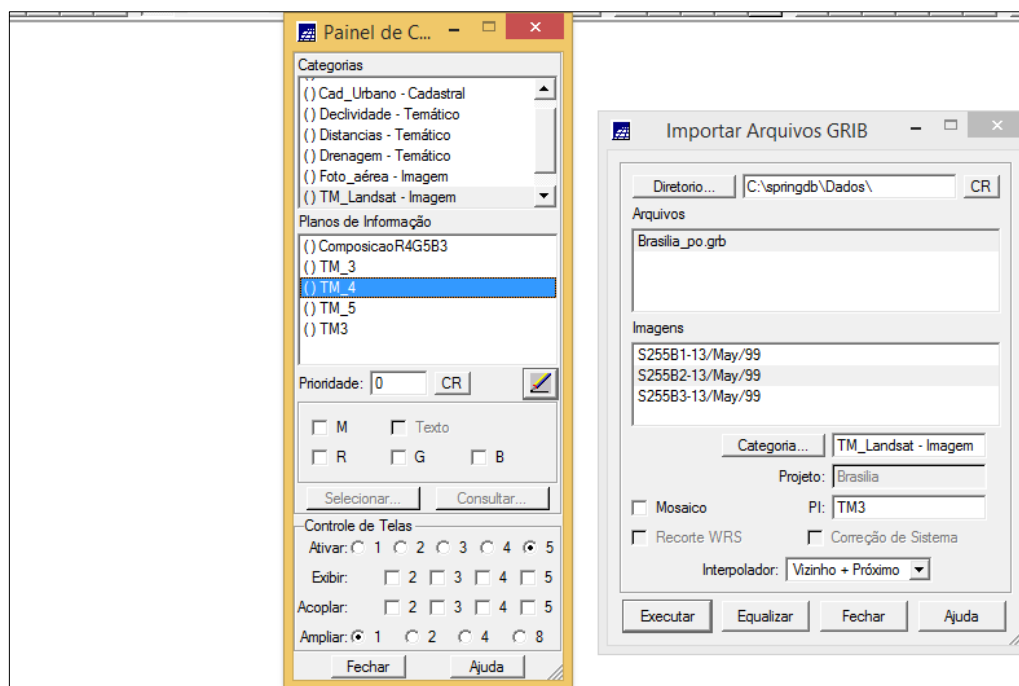 Painel de C...
Categorias
( ) Cad_Urbano - Cadastral
( ) Declividade - Temático
( ) Distancias - Temático
( ) Drenagem - Temático
( ) Foto_aérea - Imagem
( ) TM_Landsat - Imagem
Planos de Informação
( ) ComposicaoR4G5B3
( ) TM_3
( ) TM_4
( ) TM_5
( ) TM3
Prioridade: 0 CR
M Texto
R G B
Selecionar... Consultar...
Controle de Telas
Ativar: 1 2 3 4 5
Exibir: 2 3 4 5
Acoplar: 2 3 4 5
Ampliar: 1 2 4 8
Fechar Ajuda
Importar Arquivos GRIB
Diretorio... C:\springdb\Dados\ CR
Arquivos
Brasilia_po.grb
Imagens
S255B1-13/May/99
S255B2-13/May/99
S255B3-13/May/99
Categoria... TM_Landsat - Imagem
Projeto: Brasilia
Mosaico PI: TM3
Recorte WRS Correção de Sistema
Interpolador: Vizinho + Próximo
Executar Equalizar Fechar Ajuda